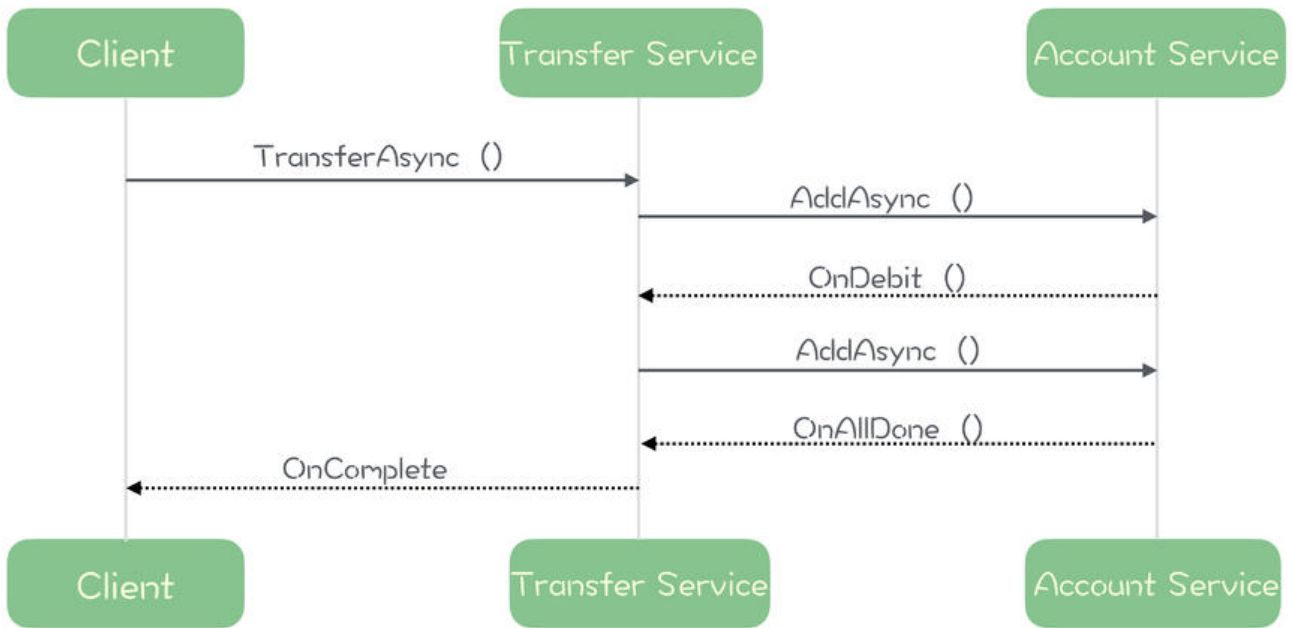 Client
Transfer Service
Account Service
TransferAsync ()
AddAsync ()
OnDebit ()
AddAsync ()
OnAllDone ()
OnComplete
Client
Transfer Service
Account Service